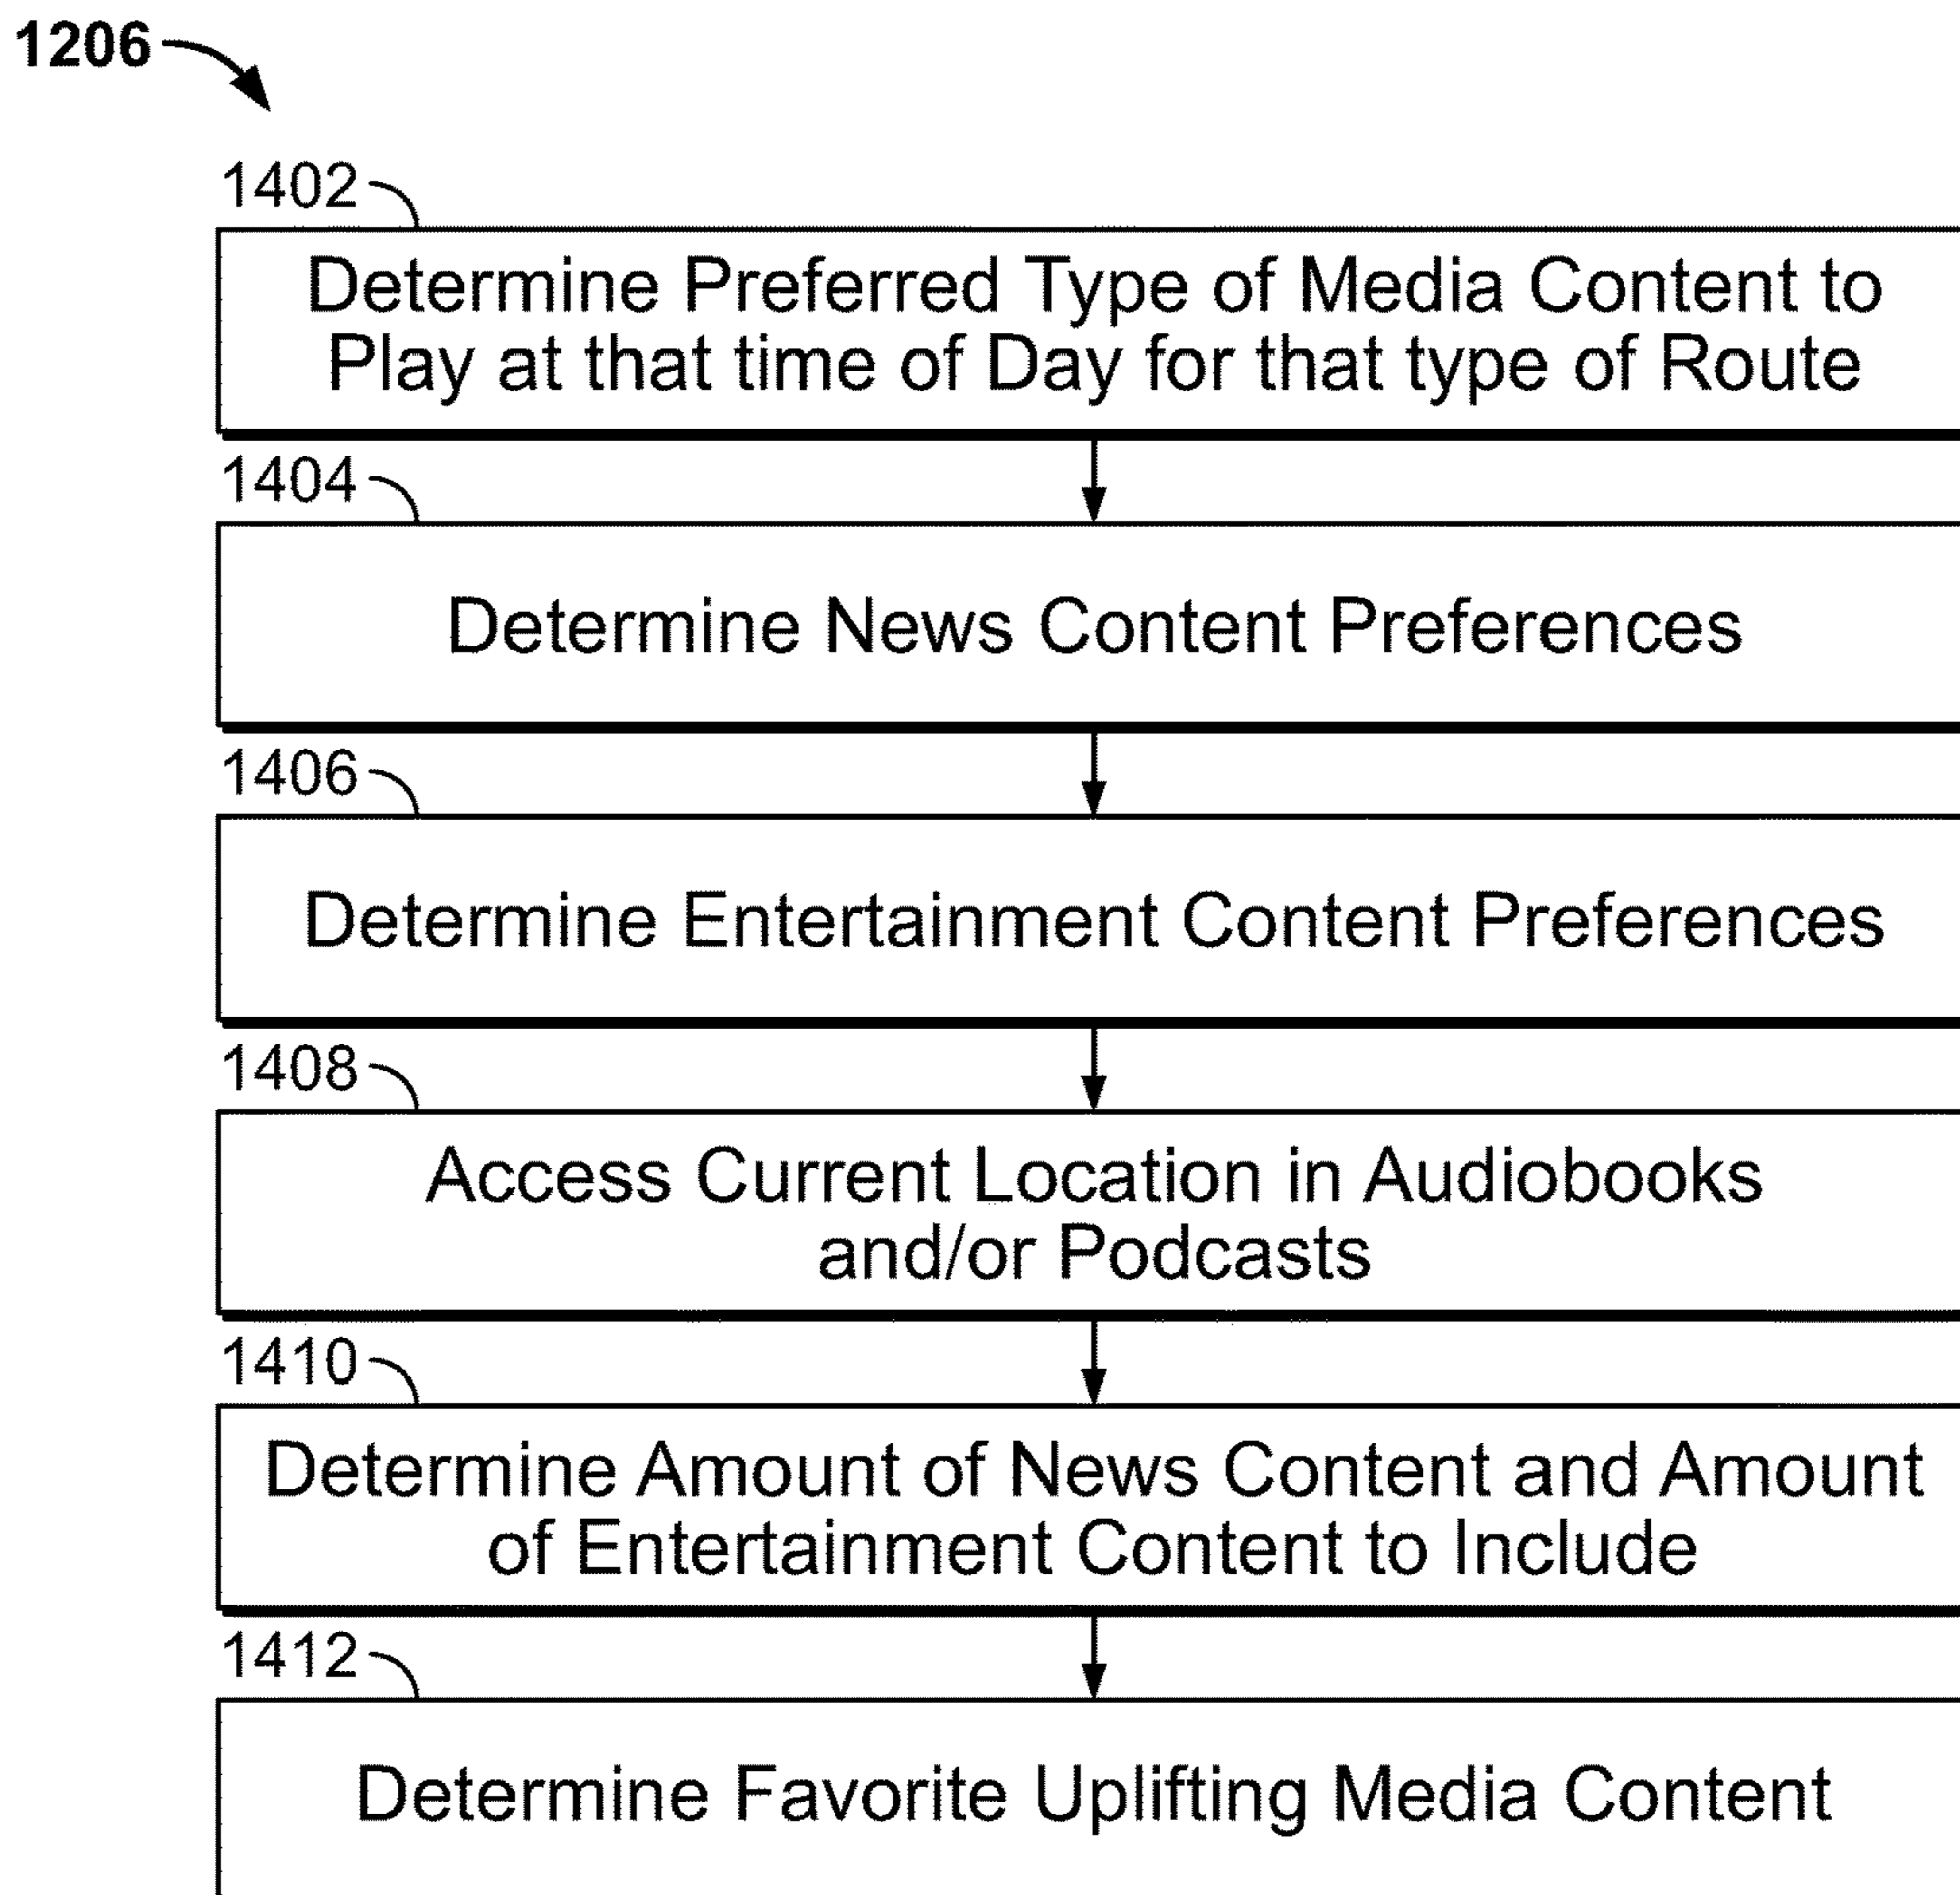 1206
1402
Determine Preferred Type of Media Content to
Play at that time of Day for that type of Route
1404
Determine News Content Preferences
1406
Determine Entertainment Content Preferences
1408
Access Current Location in Audiobooks
and/or Podcasts
1410
Determine Amount of News Content and Amount
of Entertainment Content to Include
1412
Determine Favorite Uplifting Media Content